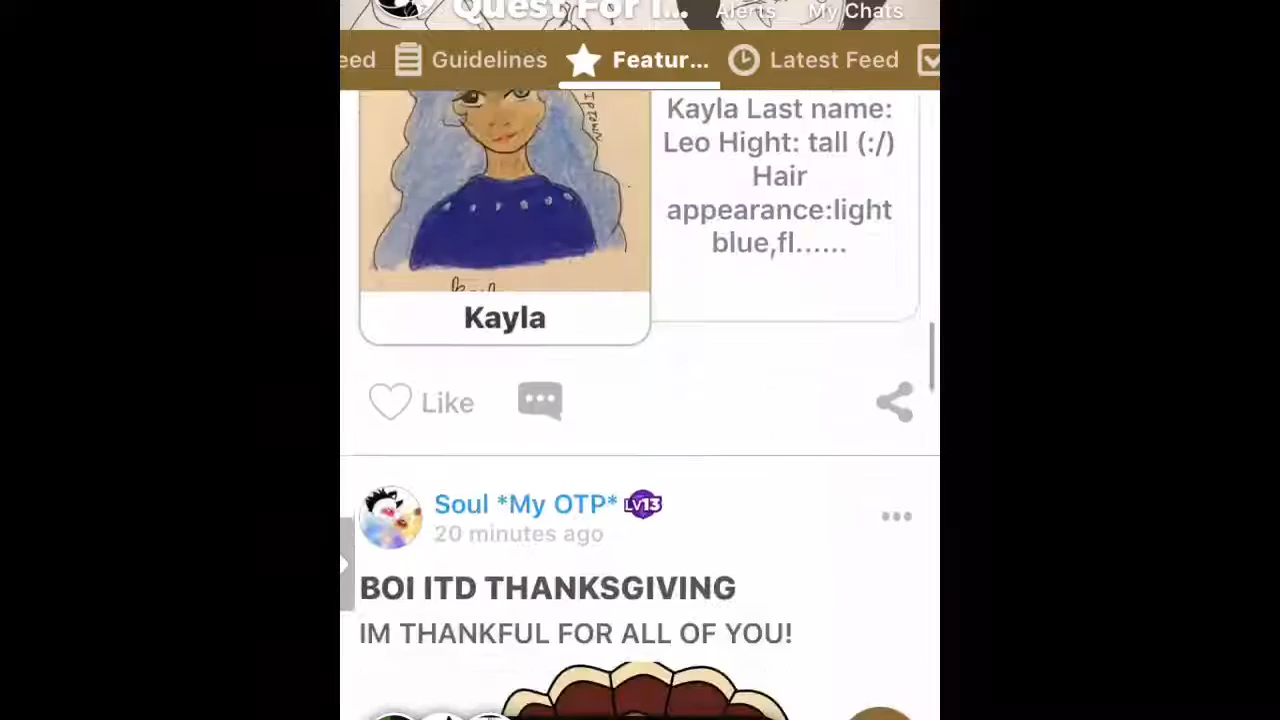 Quest For I...
Alerts
My Chats
eed
Guidelines
Featur...
Latest Feed
Kayla Last name:
Leo Hight: tall (:/)
Hair
appearance:light
blue,fl......
Kayla
Like
Soul *My OTP* LV13
20 minutes ago
BOI ITD THANKSGIVING
IM THANKFUL FOR ALL OF YOU!